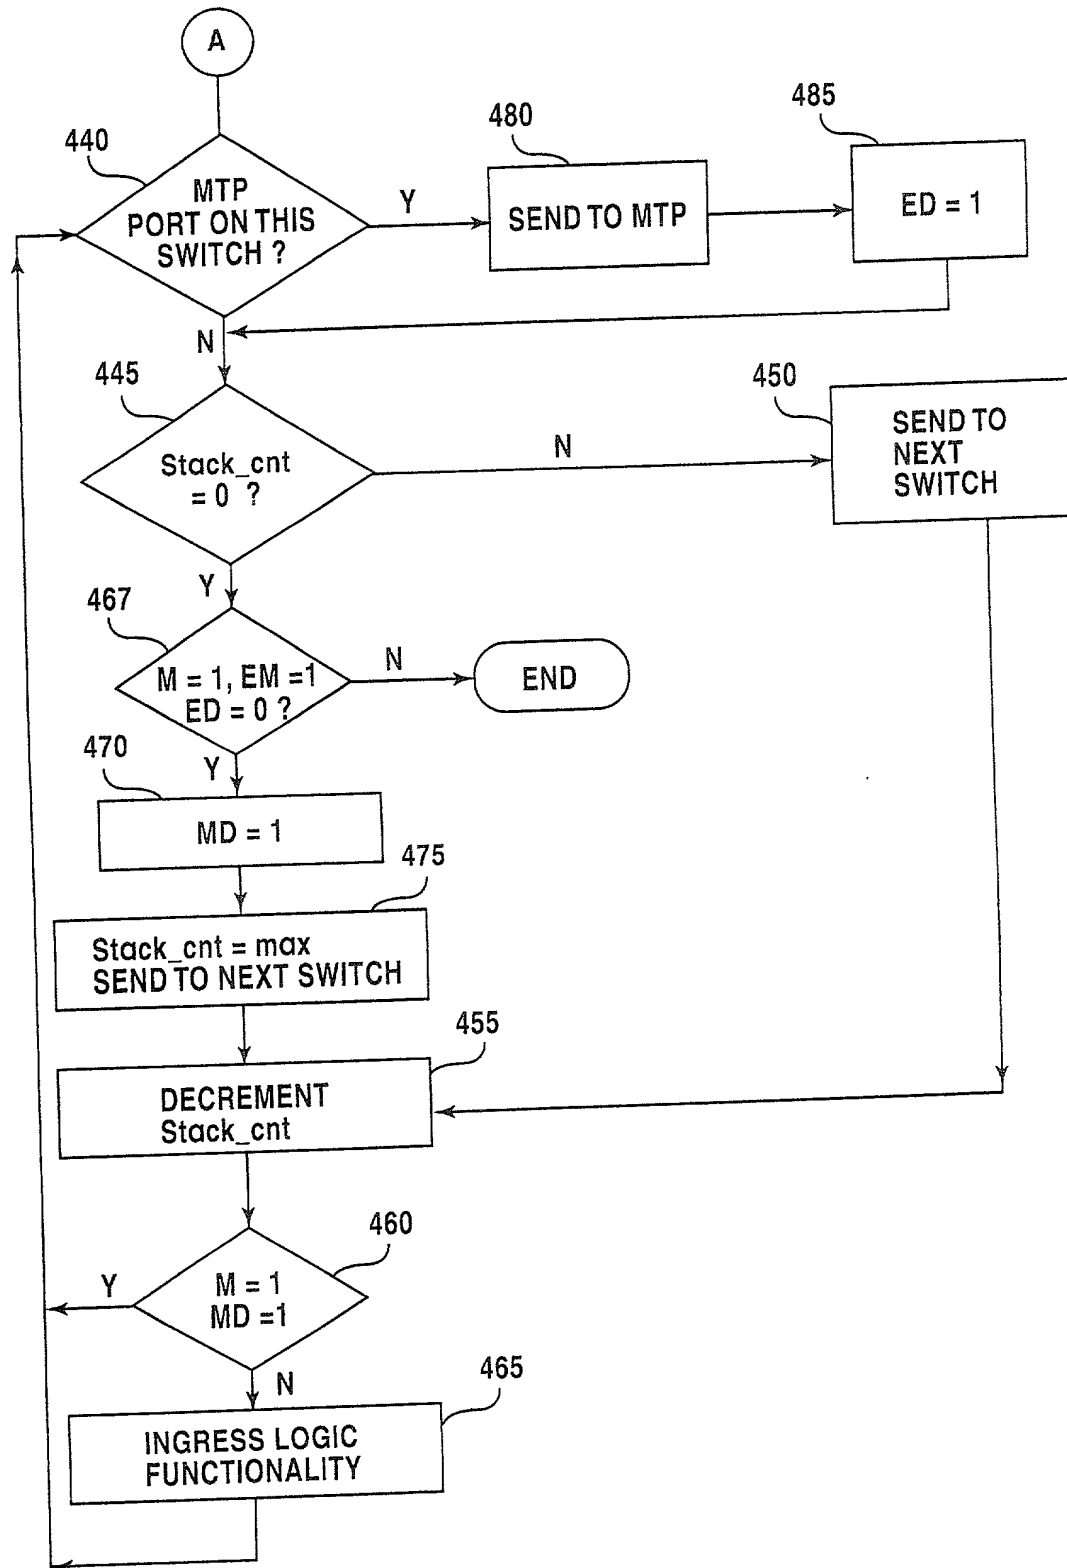 A
440
MTP
PORT ON THIS
SWITCH ?
Y
480
SEND TO MTP
485
ED = 1
N
445
Stack_cnt
= 0 ?
N
450
SEND TO
NEXT
SWITCH
Y
467
M = 1, EM =1
ED = 0 ?
N
END
Y
470
MD = 1
475
Stack_cnt = max
SEND TO NEXT SWITCH
455
DECREMENT
Stack_cnt
460
M = 1
MD =1
Y
N
465
INGRESS LOGIC
FUNCTIONALITY